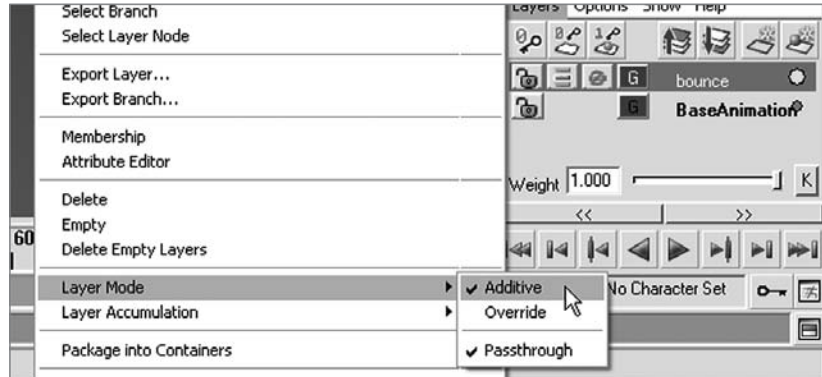 Select Branch
Select Layer Node
Export Layer...
Export Branch...
Membership
Attribute Editor
Delete
Empty
Delete Empty Layers
Layer Mode
Layer Accumulation
Package into Containers
Additive
Override
Passthrough
Layers Options Show Help
G bounce
G BaseAnimation
Weight 1.000 K
<< >>
60
No Character Set